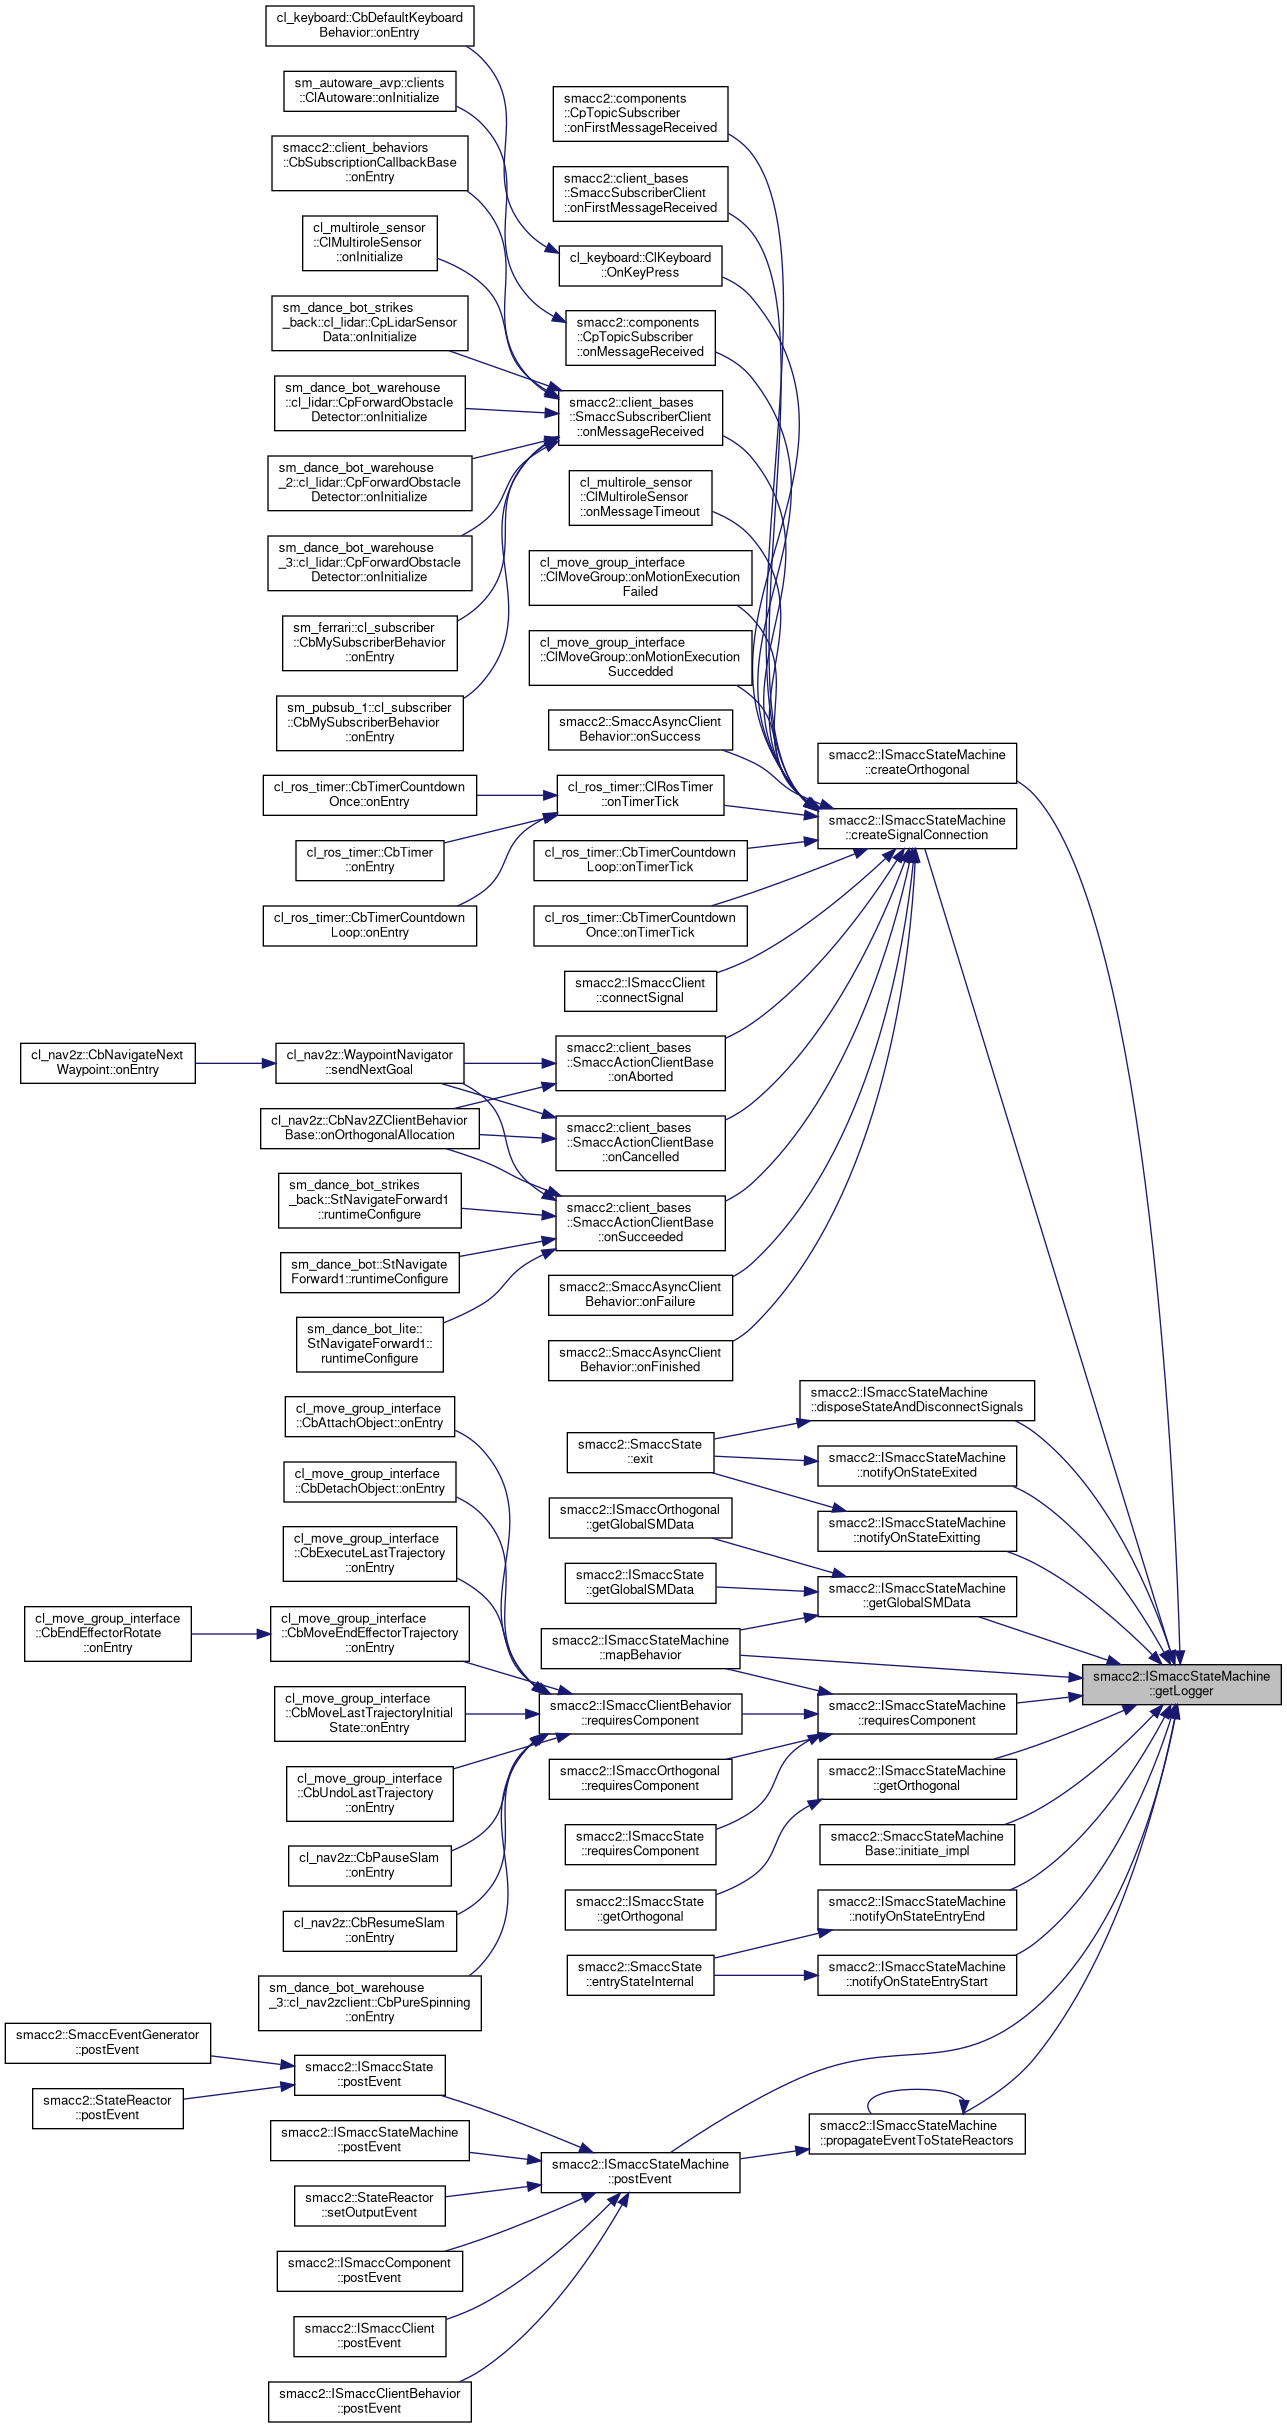 cl_keyboard::CbDefaultKeyboard
Behavior::onEntry
sm_autoware_avp::clients
::ClAutoware::onInitialize
smacc2::client_behaviors
::CbSubscriptionCallbackBase
::onEntry
cl_multirole_sensor
::ClMultiroleSensor
::onInitialize
sm_dance_bot_strikes
_back::cl_lidar::CpLidarSensor
Data::onInitialize
sm_dance_bot_warehouse
::cl_lidar::CpForwardObstacle
Detector::onInitialize
sm_dance_bot_warehouse
_2::cl_lidar::CpForwardObstacle
Detector::onInitialize
sm_dance_bot_warehouse
_3::cl_lidar::CpForwardObstacle
Detector::onInitialize
sm_ferrari::cl_subscriber
::CbMySubscriberBehavior
::onEntry
sm_pubsub_1::cl_subscriber
::CbMySubscriberBehavior
::onEntry
cl_ros_timer::CbTimerCountdown
Once::onEntry
cl_ros_timer::CbTimer
::onEntry
cl_ros_timer::CbTimerCountdown
Loop::onEntry
smacc2::components
::CpTopicSubscriber
::onFirstMessageReceived
smacc2::client_bases
::SmaccSubscriberClient
::onFirstMessageReceived
cl_keyboard::ClKeyboard
::OnKeyPress
smacc2::components
::CpTopicSubscriber
::onMessageReceived
smacc2::client_bases
::SmaccSubscriberClient
::onMessageReceived
cl_multirole_sensor
::ClMultiroleSensor
::onMessageTimeout
cl_move_group_interface
::ClMoveGroup::onMotionExecution
Failed
cl_move_group_interface
::ClMoveGroup::onMotionExecution
Succedded
smacc2::SmaccAsyncClient
Behavior::onSuccess
cl_ros_timer::ClRosTimer
::onTimerTick
cl_ros_timer::CbTimerCountdown
Loop::onTimerTick
cl_ros_timer::CbTimerCountdown
Once::onTimerTick
smacc2::ISmaccClient
::connectSignal
smacc2::ISmaccStateMachine
::createOrthogonal
smacc2::ISmaccStateMachine
::createSignalConnection
cl_nav2z::CbNavigateNext
Waypoint::onEntry
cl_nav2z::WaypointNavigator
::sendNextGoal
cl_nav2z::CbNav2ZClientBehavior
Base::onOrthogonalAllocation
sm_dance_bot_strikes
_back::StNavigateForward1
::runtimeConfigure
sm_dance_bot::StNavigate
Forward1::runtimeConfigure
sm_dance_bot_lite::
StNavigateForward1::
runtimeConfigure
smacc2::client_bases
::SmaccActionClientBase
::onAborted
smacc2::client_bases
::SmaccActionClientBase
::onCancelled
smacc2::client_bases
::SmaccActionClientBase
::onSucceeded
smacc2::SmaccAsyncClient
Behavior::onFailure
smacc2::SmaccAsyncClient
Behavior::onFinished
cl_move_group_interface
::CbAttachObject::onEntry
cl_move_group_interface
::CbDetachObject::onEntry
cl_move_group_interface
::CbExecuteLastTrajectory
::onEntry
cl_move_group_interface
::CbEndEffectorRotate
::onEntry
cl_move_group_interface
::CbMoveEndEffectorTrajectory
::onEntry
cl_move_group_interface
::CbMoveLastTrajectoryInitial
State::onEntry
cl_move_group_interface
::CbUndoLastTrajectory
::onEntry
cl_nav2z::CbPauseSlam
::onEntry
cl_nav2z::CbResumeSlam
::onEntry
sm_dance_bot_warehouse
_3::cl_nav2zclient::CbPureSpinning
::onEntry
smacc2::SmaccState
::exit
smacc2::ISmaccOrthogonal
::getGlobalSMData
smacc2::ISmaccState
::getGlobalSMData
smacc2::ISmaccStateMachine
::mapBehavior
smacc2::ISmaccClientBehavior
::requiresComponent
smacc2::ISmaccOrthogonal
::requiresComponent
smacc2::ISmaccState
::requiresComponent
smacc2::ISmaccState
::getOrthogonal
smacc2::SmaccState
::entryStateInternal
smacc2::ISmaccStateMachine
::disposeStateAndDisconnectSignals
smacc2::ISmaccStateMachine
::notifyOnStateExited
smacc2::ISmaccStateMachine
::notifyOnStateExitting
smacc2::ISmaccStateMachine
::getGlobalSMData
smacc2::ISmaccStateMachine
::requiresComponent
smacc2::ISmaccStateMachine
::getOrthogonal
smacc2::SmaccStateMachine
Base::initiate_impl
smacc2::ISmaccStateMachine
::notifyOnStateEntryEnd
smacc2::ISmaccStateMachine
::notifyOnStateEntryStart
smacc2::ISmaccStateMachine
::getLogger
smacc2::SmaccEventGenerator
::postEvent
smacc2::StateReactor
::postEvent
smacc2::ISmaccState
::postEvent
smacc2::ISmaccStateMachine
::postEvent
smacc2::StateReactor
::setOutputEvent
smacc2::ISmaccComponent
::postEvent
smacc2::ISmaccClient
::postEvent
smacc2::ISmaccClientBehavior
::postEvent
smacc2::ISmaccStateMachine
::postEvent
smacc2::ISmaccStateMachine
::propagateEventToStateReactors